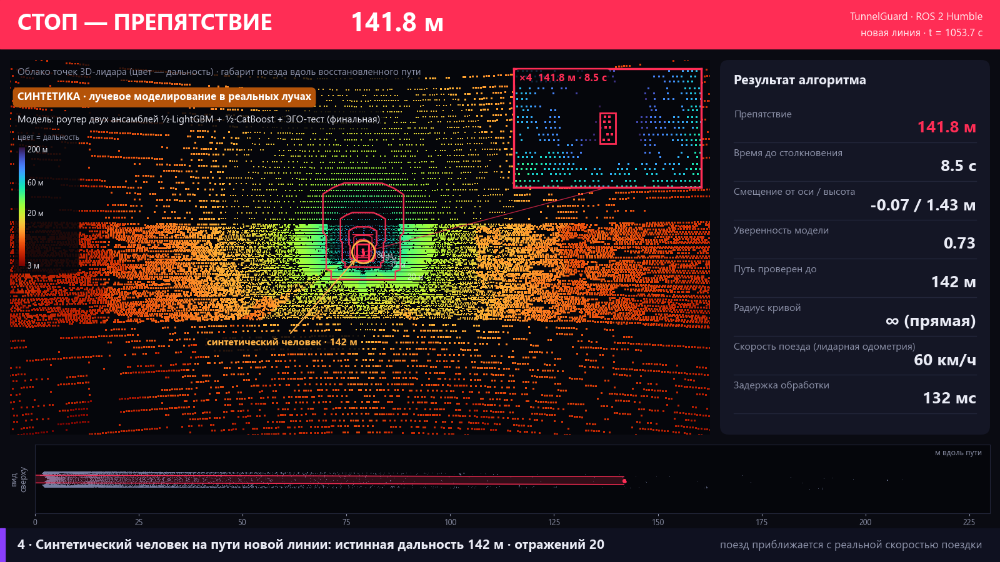 СТОП — ПРЕПЯТСТВИЕ
141.8 м
TunnelGuard · ROS 2 Humble
новая линия · t = 1053.7 с
Облако точек 3D-лидара (цвет — дальность) · габарит поезда вдоль восстановленного пути
СИНТЕТИКА · лучевое моделирование в реальных лучах
Модель: роутер двух ансамблей ½·LightGBM + ½·CatBoost + ЭГО-тест (финальная)
цвет = дальность
200 м
60 м
20 м
3 м
×4 · 141.8 м · 8.5 с
синтетический человек · 142 м
Результат алгоритма
Препятствие
141.8 м
Время до столкновения
8.5 с
Смещение от оси / высота
-0.07 / 1.43 м
Уверенность модели
0.73
Путь проверен до
142 м
Радиус кривой
∞ (прямая)
Скорость поезда (лидарная одометрия)
60 км/ч
Задержка обработки
132 мс
вид
сверху
м вдоль пути
0 25 50 75 100 125 150 175 200 225
4 · Синтетический человек на пути новой линии: истинная дальность 142 м · отражений 20
поезд приближается с реальной скоростью поездки